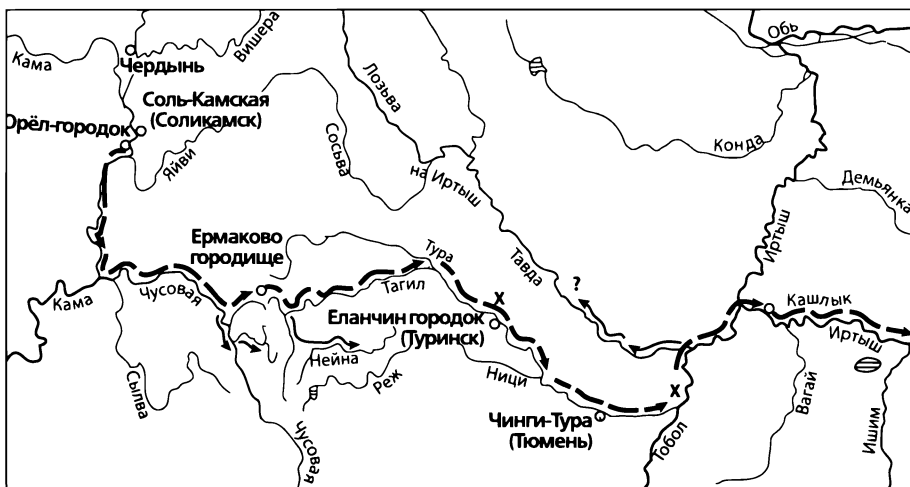 Обь
Вишера
Кама
Чердынь
Лозьва
Соль-Камская
(Соликамск)
Орёл-городок
Сосьва
Конда
Яйви
на Иртыш
Демьянка
Иртыш
Ермаково
городище
Тура
Тавда
?
Кама
Чусовая
Тагил
X
Кашлык
Еланчин городок
(Туринск)
Иртыш
Нейна
Реж
Ници
X
Сылва
Вагай
Ишим
Чинги-Тура
(Тюмень)
Тобол
Чусовая